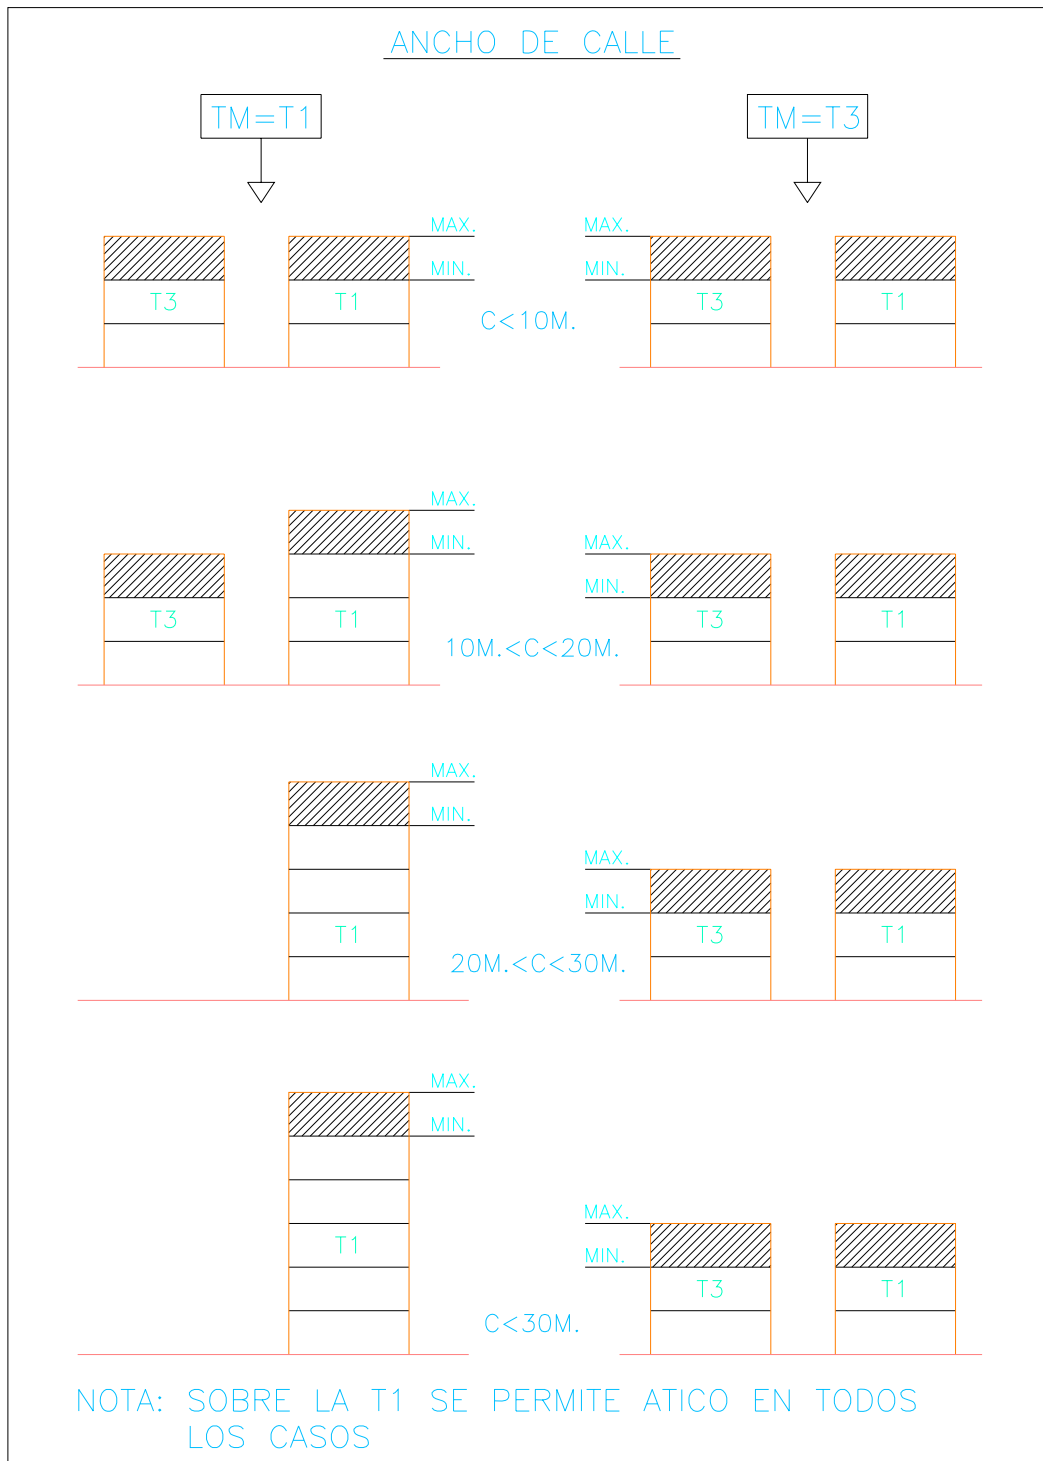 ANCHO DE CALLE
TM=T1
TM=T3
MAX.
MAX.
MIN.
MIN.
T3
T1
T3
T1
C<10M.
MAX.
MIN.
MAX.
MIN.
T3
T1
T3
T1
10M.<C<20M.
MAX.
MIN.
MAX.
MIN.
T1
T3
T1
20M.<C<30M.
MAX.
MIN.
MAX.
T1
MIN.
T3
T1
C<30M.
NOTA: SOBRE LA T1 SE PERMITE ATICO EN TODOS
LOS CASOS